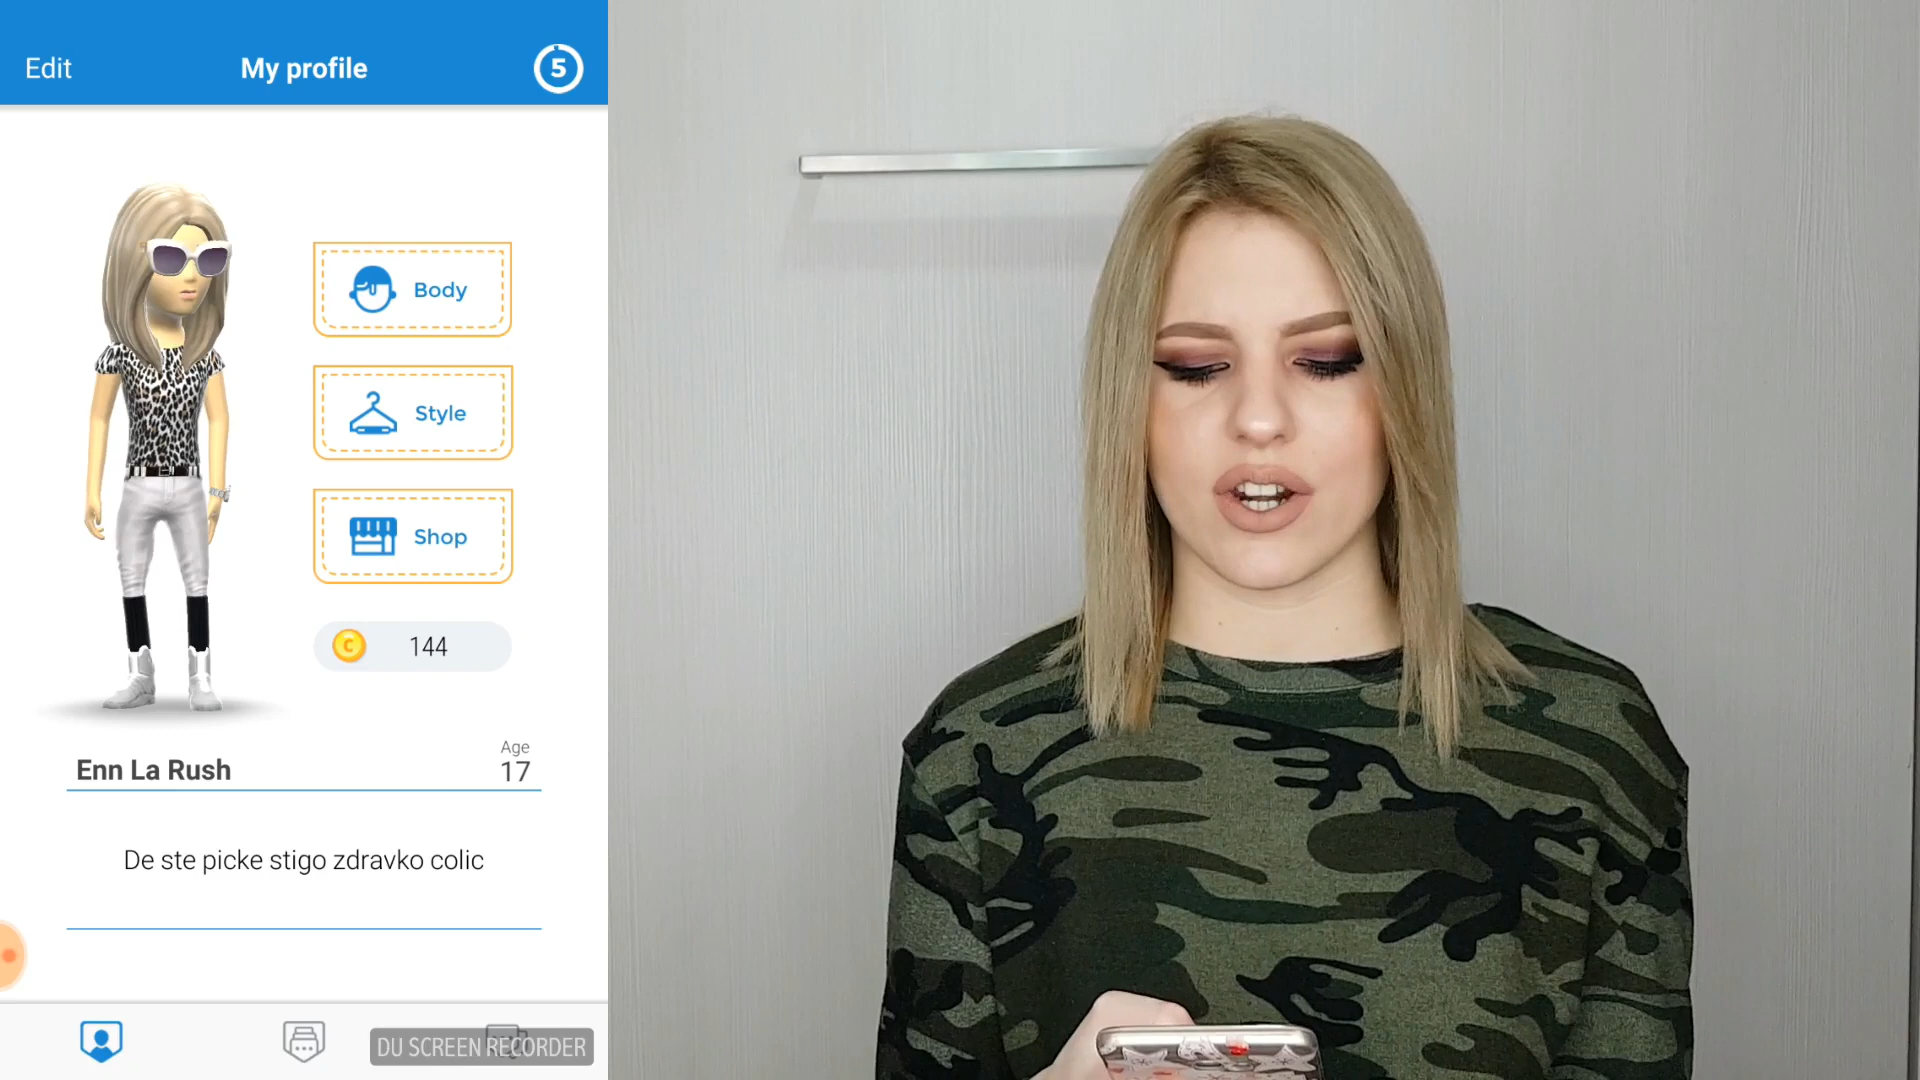 Edit
My profile
5
Body
Style
Shop
C
144
Age
Enn La Rush
17
De ste picke stigo zdravko colic
DU SCREEN RECORDER